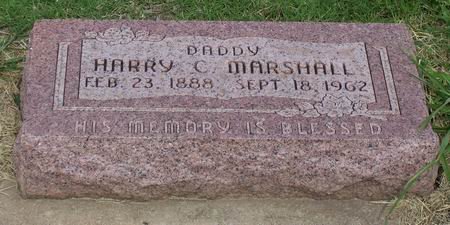 DADDY
HARRY C. MARSHALL
FEB. 23, 1888 SEPT. 18, 1962
HIS MEMORY IS BLESSED